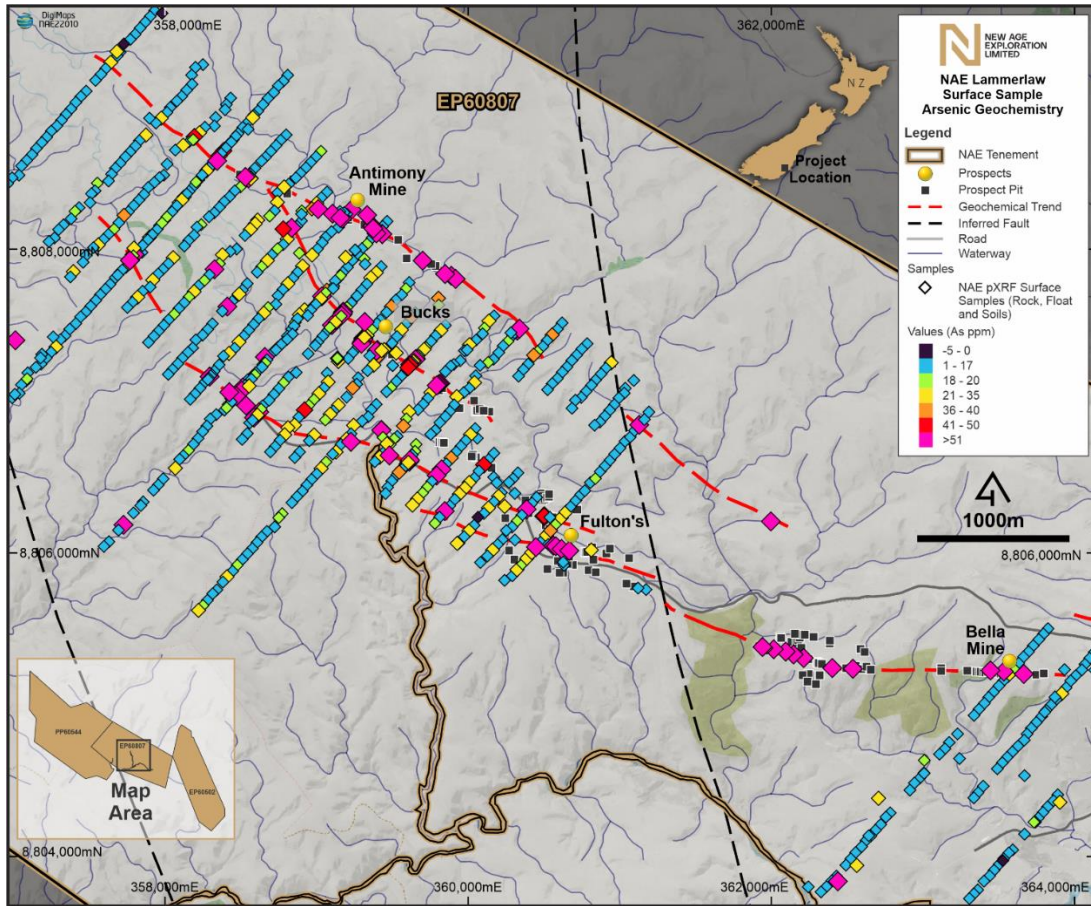 DigiMaps
NAE22010
358,000mE
362,000mE
EP60807
NEW AGE
EXPLORATION
LIMITED
NAE Lammerlaw
Surface Sample
Arsenic Geochemistry
Legend
NAE Tenement
Prospects
Prospect Pit
Geochemical Trend
Inferred Fault
Road
Waterway
Samples
NAE pXRF Surface
Samples (Rock, Float
and Soils)
Values (As ppm)
-5 - 0
1 - 17
18 - 20
21 - 35
36 - 40
41 - 50
>51
N Z
Project
Location
Antimony
Mine
8,808,000mN
Bucks
1000m
Fulton's
8,806,000mN
8,806,000mN
Bella
Mine
PP60544
EP60807
EP60502
Map
Area
8,804,000mN
358,000mE
360,000mE
362,000mE
364,000mE